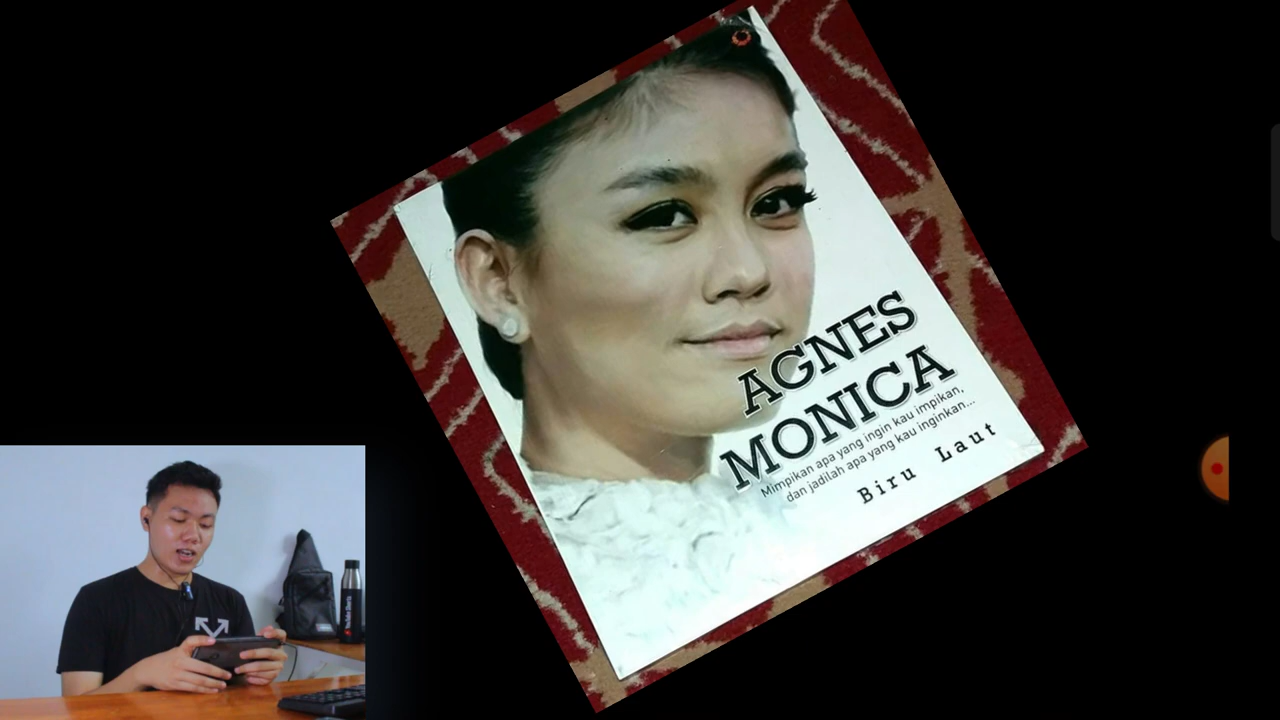 AGNES
MONICA
Mimpikan apa yang ingin kau impikan,
dan jadilah apa yang kau inginkan...
Biru Laut